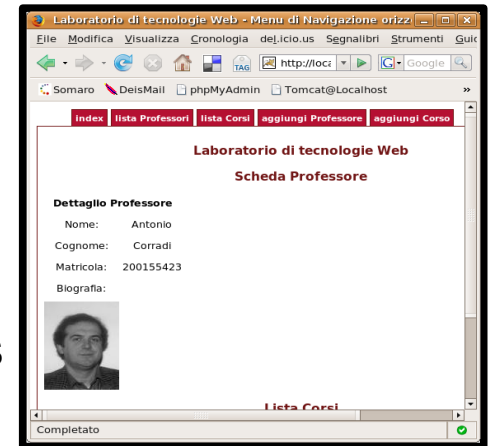 Laboratorio di tecnologie Web - Menu di Navigazione orizz
File Modifica Visualizza Cronologia del.icio.us Segnalibri Strumenti Guid
TAG http://loca G Google
Somaro DeisMail phpMyAdmin Tomcat@Localhost »
index lista Professori lista Corsi aggiungi Professore aggiungi Corso
Laboratorio di tecnologie Web
Scheda Professore
Dettaglio Professore
Nome: Antonio
Cognome: Corradi
Matricola: 200155423
Biografia:
s
Lista Corsi
Completato